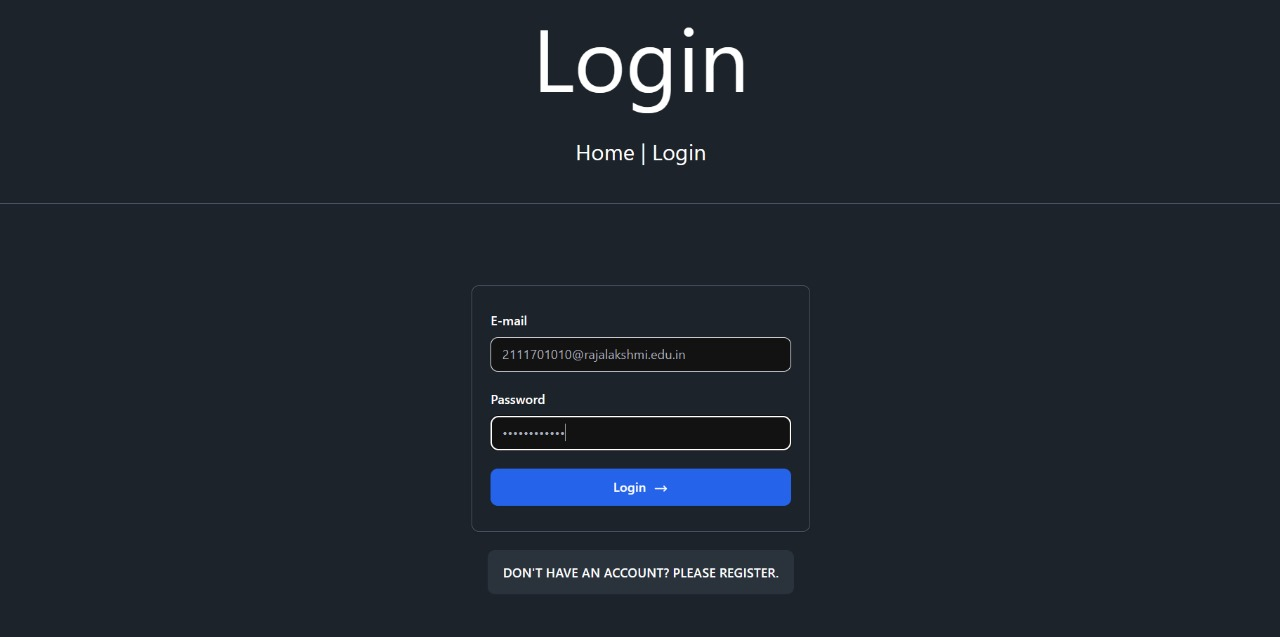 Login
Home | Login
E-mail
2111701010@rajalakshmi.edu.in
Password
••••••••••••
Login →
DON'T HAVE AN ACCOUNT? PLEASE REGISTER.